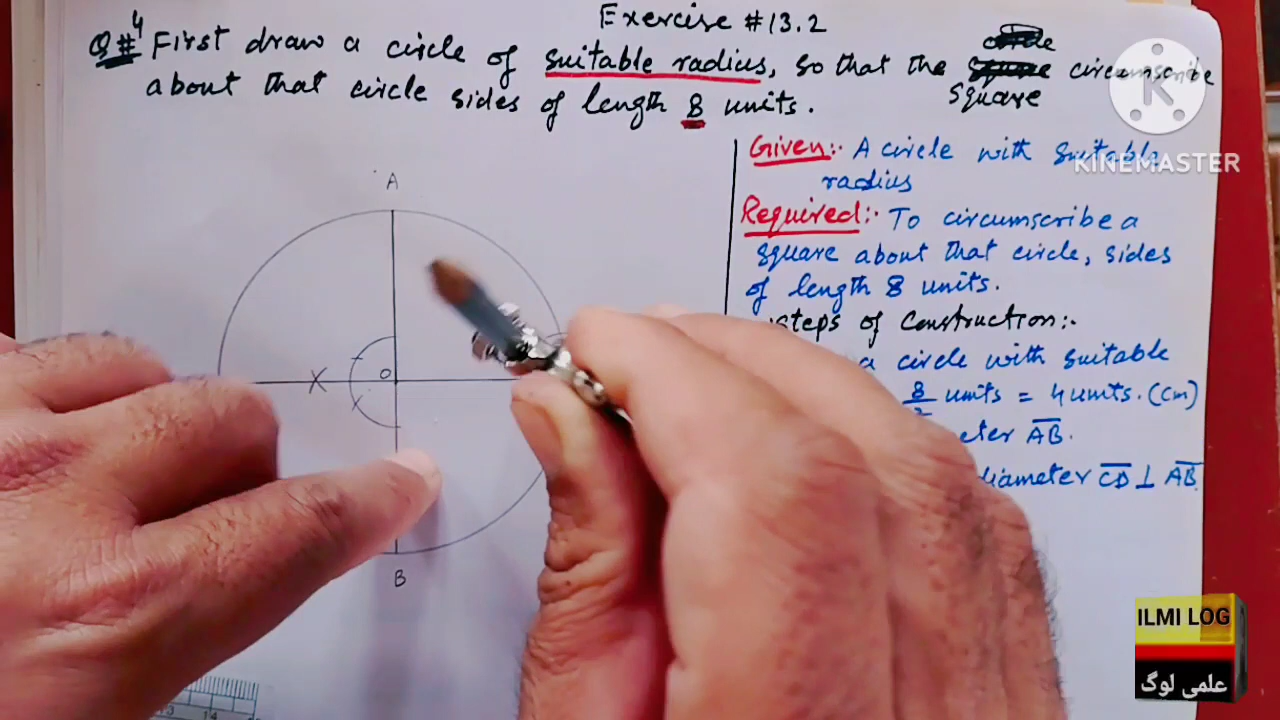 Exercise #13.2
Q#4 First draw a circle of suitable radius, so that the square circumscribe
about that circle sides of length 8 units.
Given:- A circle with suitable
radius
Required:- To circumscribe a
square about that circle, sides
of length 8 units.
steps of construction:-
a circle with suitable
8 units = 4 units. (cm)
AB.
diameter CD ⊥ AB.
A
O
B
KINEMASTER
K
ILMI LOG
علمی لوگ
14